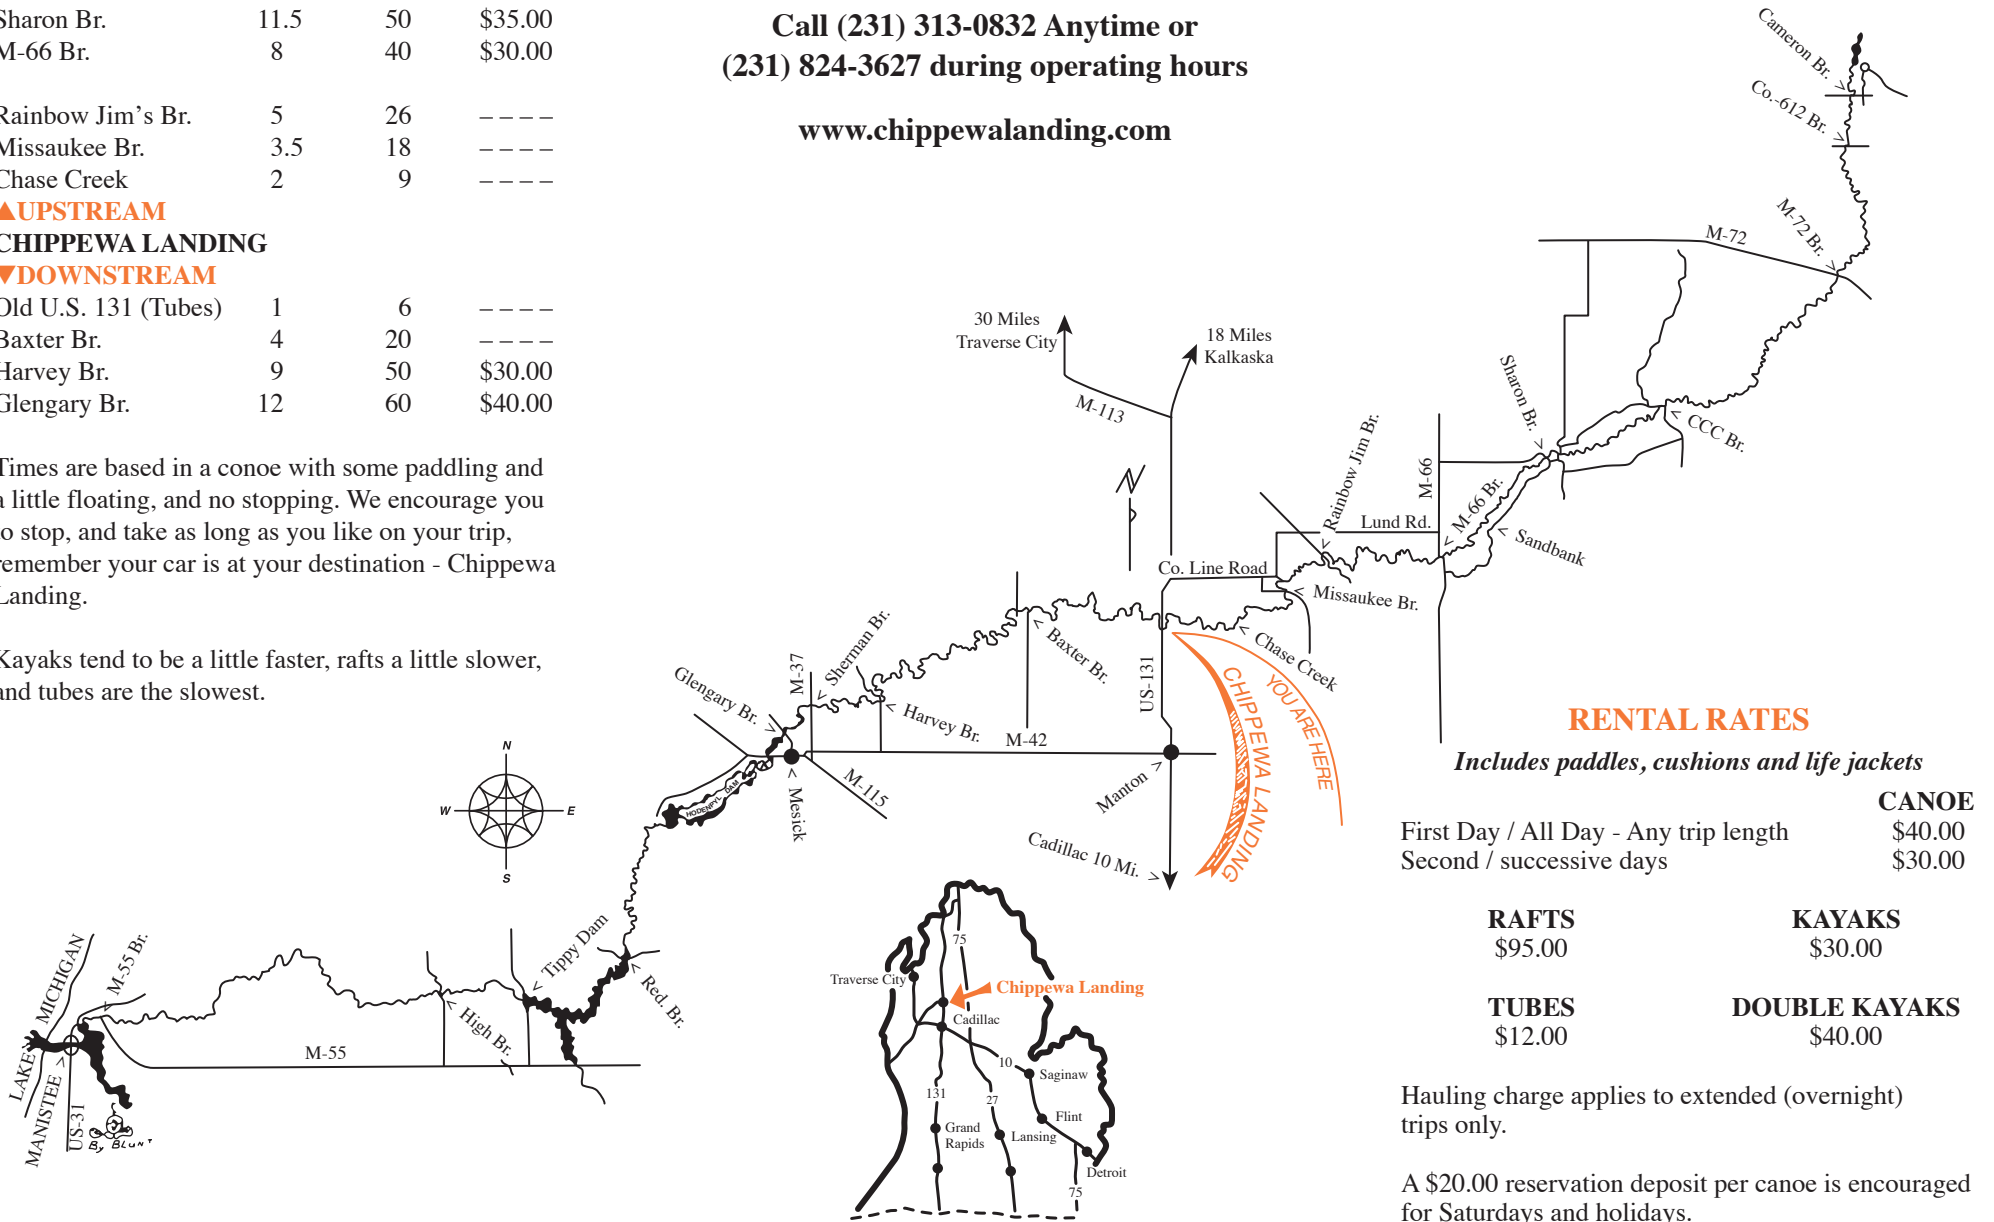 Sharon Br. 11.5 50 $35.00
M-66 Br. 8 40 $30.00
Rainbow Jim's Br. 5 26 – – – –
Missaukee Br. 3.5 18 – – – –
Chase Creek 2 9 – – – –
▲UPSTREAM
CHIPPEWA LANDING
▼DOWNSTREAM
Old U.S. 131 (Tubes) 1 6 – – – –
Baxter Br. 4 20 – – – –
Harvey Br. 9 50 $30.00
Glengary Br. 12 60 $40.00
Times are based in a conoe with some paddling and
a little floating, and no stopping. We encourage you
to stop, and take as long as you like on your trip,
remember your car is at your destination - Chippewa
Landing.
Kayaks tend to be a little faster, rafts a little slower,
and tubes are the slowest.
Call (231) 313-0832 Anytime or
(231) 824-3627 during operating hours
www.chippewalanding.com
Cameron Br.
Co.-612 Br.
M-72 Br.
M-72
30 Miles
Traverse City
18 Miles
Kalkaska
M-113
N
Sharon Br.
CCC Br.
Rainbow Jim Br.
M-66
M-66 Br.
Lund Rd.
Sandbank
Co. Line Road
Missaukee Br.
Chase Creek
Baxter Br.
US-131
Sherman Br.
M-37
Glengary Br.
Harvey Br.
M-42
M-115
Mesick
HODENPYL DAM
Manton
Cadillac 10 Mi.
YOU ARE HERE
CHIPPEWA LANDING
N
W
E
S
Tippy Dam
Red. Br.
High Br.
M-55 Br.
M-55
LAKE MICHIGAN
MANISTEE
US-31
By BLUNT
75
Traverse City
Chippewa Landing
Cadillac
10
Saginaw
131
27
Flint
Grand
Rapids
Lansing
Detroit
75
RENTAL RATES
Includes paddles, cushions and life jackets
CANOE
First Day / All Day - Any trip length $40.00
Second / successive days $30.00
RAFTS KAYAKS
$95.00 $30.00
TUBES DOUBLE KAYAKS
$12.00 $40.00
Hauling charge applies to extended (overnight)
trips only.
A $20.00 reservation deposit per canoe is encouraged
for Saturdays and holidays.